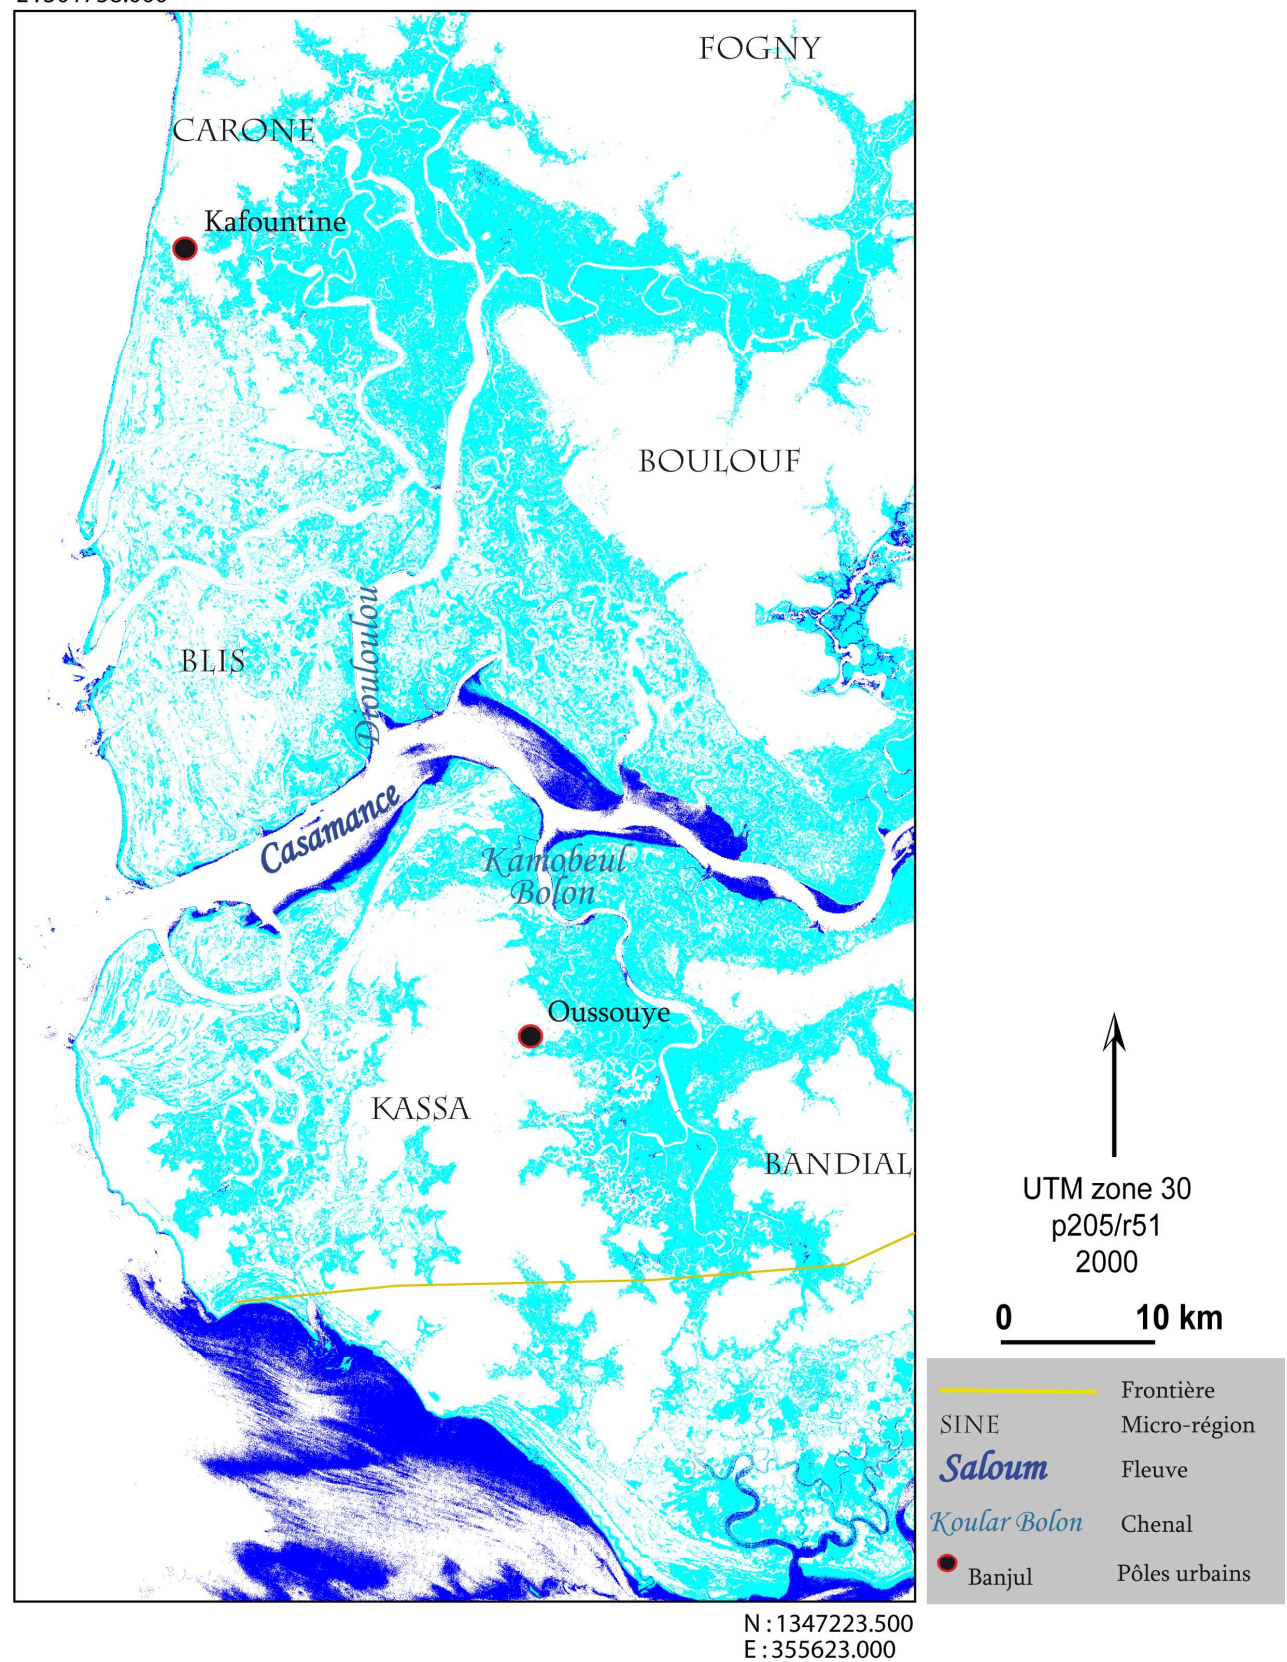 FOGNY
CARONE
Kafountine
BOULOUF
Diouloulou
BLIS
Casamance
Kamobeul
Bolon
Oussouye
KASSA
BANDIAL
UTM zone 30
p205/r51
2000
0 10 km
Frontière
SINE Micro-région
Saloum Fleuve
Koular Bolon Chenal
Banjul Pôles urbains
N : 1347223.500
E : 355623.000